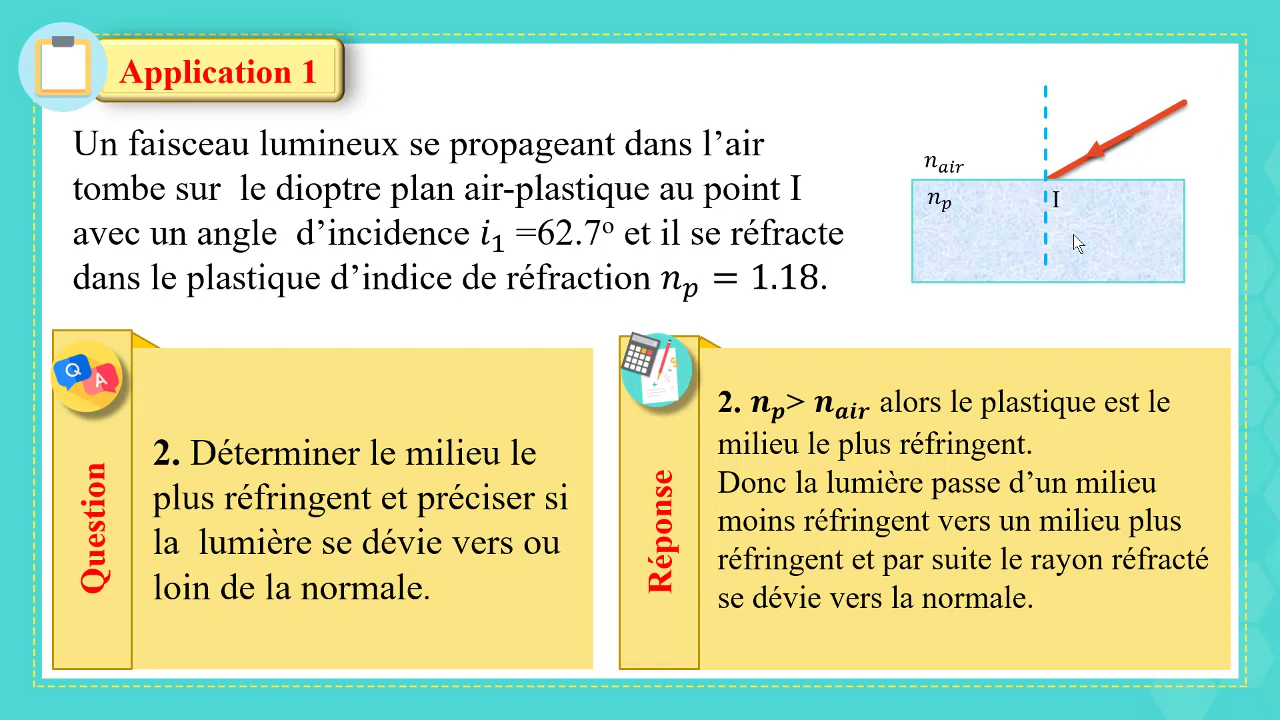 Application 1
Un faisceau lumineux se propageant dans l’air
tombe sur le dioptre plan air-plastique au point I
avec un angle d’incidence i₁ =62.7º et il se réfracte
dans le plastique d’indice de réfraction nₚ = 1.18.
n_air
nₚ
I
Question
2. Déterminer le milieu le
plus réfringent et préciser si
la lumière se dévie vers ou
loin de la normale.
Réponse
2. nₚ> n_air alors le plastique est le
milieu le plus réfringent.
Donc la lumière passe d’un milieu
moins réfringent vers un milieu plus
réfringent et par suite le rayon réfracté
se dévie vers la normale.
Q
A